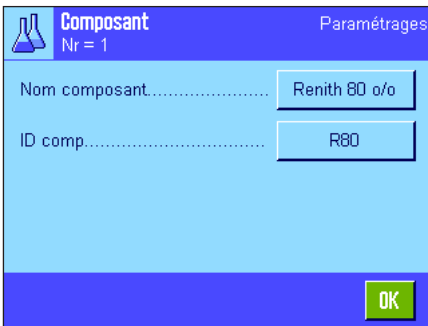 Composant Paramétrages
Nr = 1
Nom composant...................... Renith 80 o/o
ID comp................................. R80
OK